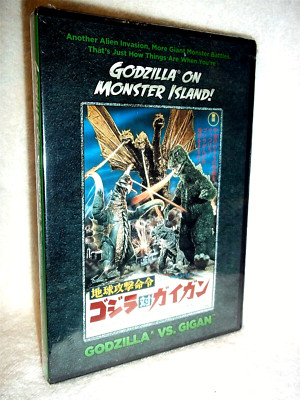 Another Alien Invasion, More Giant Monster Battles,
That's Just How Things Are When You're
GODZILLA® ON
MONSTER ISLAND!
地球攻撃命令
ゴジラ対ガイガン
GODZILLA® VS. GIGAN™